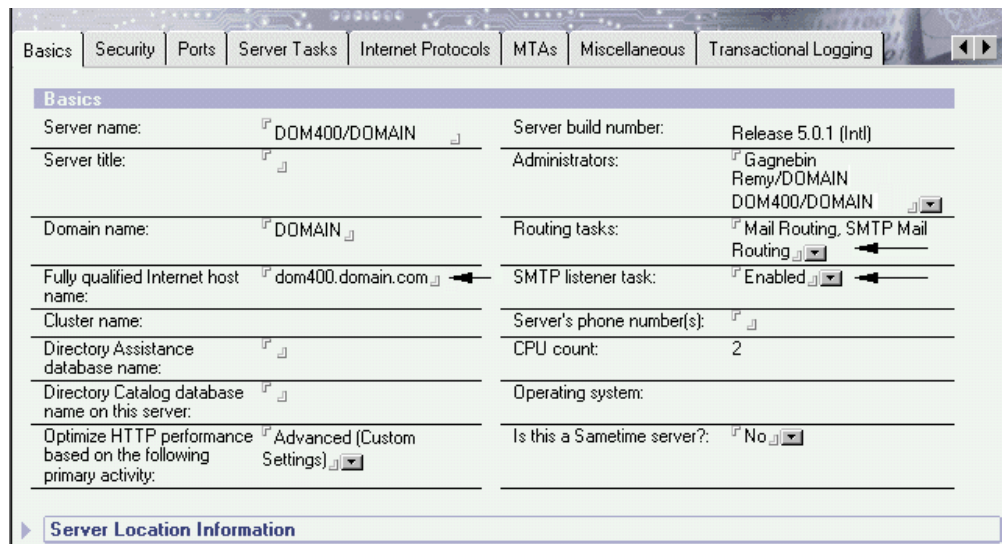 Basics Security Ports Server Tasks Internet Protocols MTAs Miscellaneous Transactional Logging
Basics
Server name: DOM400/DOMAIN
Server build number: Release 5.0.1 (Intl)
Server title:
Administrators: Gagnebin
Remy/DOMAIN
DOM400/DOMAIN
Domain name: DOMAIN
Routing tasks: Mail Routing, SMTP Mail
Routing
Fully qualified Internet host
name:
dom400.domain.com
SMTP listener task: Enabled
Cluster name:
Server's phone number(s):
Directory Assistance
database name:
CPU count: 2
Directory Catalog database
name on this server:
Operating system:
Optimize HTTP performance
based on the following
primary activity:
Advanced (Custom
Settings)
Is this a Sametime server?: No
Server Location Information